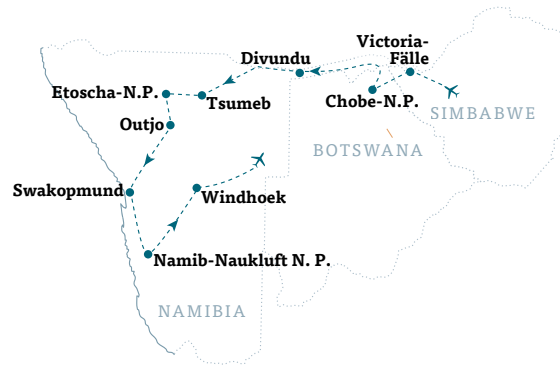 Victoria-
Fälle
Divundu
Etoscha-N.P.
Tsumeb
Chobe-N.P.
SIMBABWE
Outjo
BOTSWANA
Swakopmund
Windhoek
Namib-Naukluft N. P.
NAMIBIA